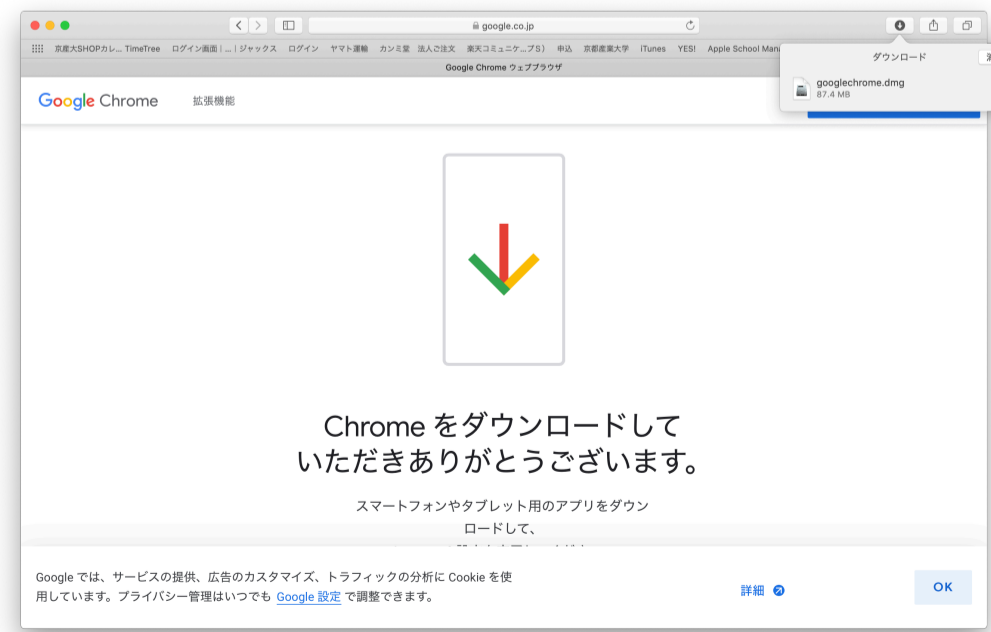 google.co.jp
京産大SHOPカレ... TimeTree ログイン画面 | ... | ジャックス ログイン ヤマト運輸 カンミ堂 法人ご注文 楽天コミュニケ...プS） 申込 京都産業大学 iTunes YES! Apple School Man
Google Chrome ウェブブラウザ
ダウンロード
googlechrome.dmg
87.4 MB
Google Chrome 拡張機能
Chrome をダウンロードして
いただきありがとうございます。
スマートフォンやタブレット用のアプリをダウン
ロードして、
Google では、サービスの提供、広告のカスタマイズ、トラフィックの分析に Cookie を使
用しています。プライバシー管理はいつでも Google 設定 で調整できます。
詳細
OK